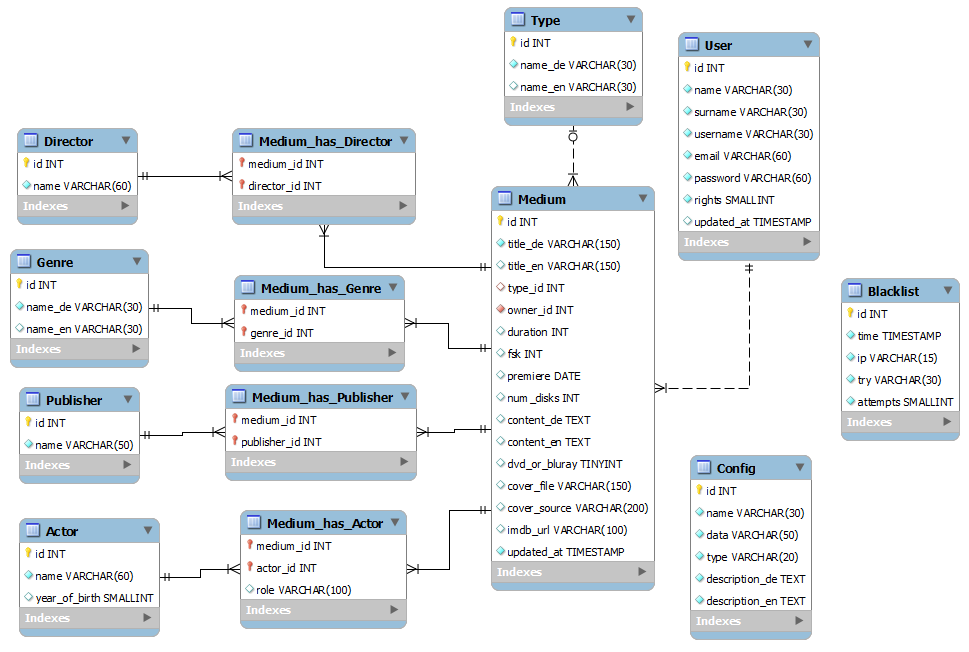 Type
id INT
name_de VARCHAR(30)
name_en VARCHAR(30)
Indexes
User
id INT
name VARCHAR(30)
surname VARCHAR(30)
username VARCHAR(30)
email VARCHAR(60)
password VARCHAR(60)
rights SMALLINT
updated_at TIMESTAMP
Indexes
Director
id INT
name VARCHAR(60)
Indexes
Medium_has_Director
medium_id INT
director_id INT
Indexes
Medium
id INT
title_de VARCHAR(150)
title_en VARCHAR(150)
type_id INT
owner_id INT
duration INT
fsk INT
premiere DATE
num_disks INT
content_de TEXT
content_en TEXT
dvd_or_bluray TINYINT
cover_file VARCHAR(150)
cover_source VARCHAR(200)
imdb_url VARCHAR(100)
updated_at TIMESTAMP
Indexes
Genre
id INT
name_de VARCHAR(30)
name_en VARCHAR(30)
Indexes
Medium_has_Genre
medium_id INT
genre_id INT
Indexes
Blacklist
id INT
time TIMESTAMP
ip VARCHAR(15)
try VARCHAR(30)
attempts SMALLINT
Indexes
Publisher
id INT
name VARCHAR(50)
Indexes
Medium_has_Publisher
medium_id INT
publisher_id INT
Indexes
Config
id INT
name VARCHAR(30)
data VARCHAR(50)
type VARCHAR(20)
description_de TEXT
description_en TEXT
Indexes
Actor
id INT
name VARCHAR(60)
year_of_birth SMALLINT
Indexes
Medium_has_Actor
medium_id INT
actor_id INT
role VARCHAR(100)
Indexes